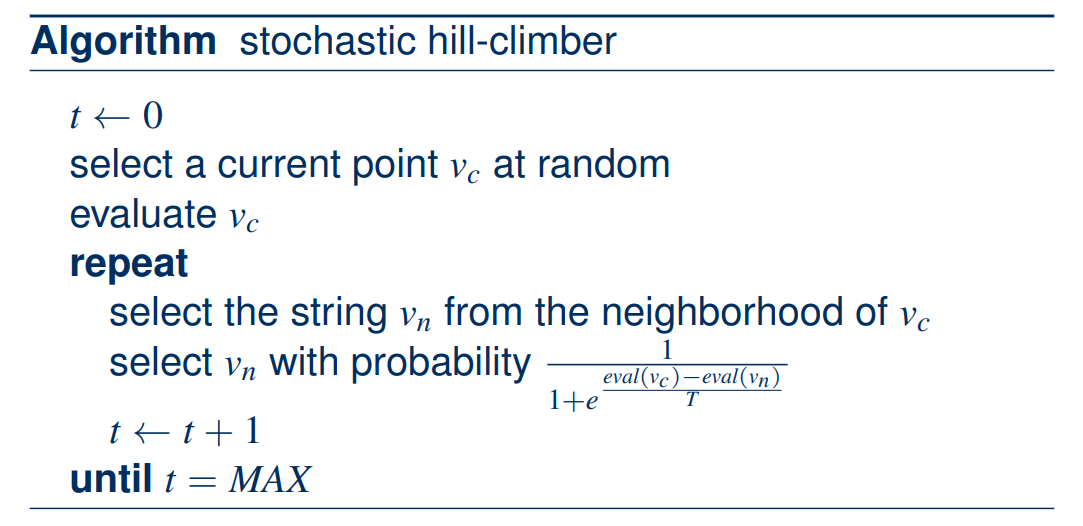 Algorithm stochastic hill-climber
t ← 0
select a current point v_c at random
evaluate v_c
repeat
select the string v_n from the neighborhood of v_c
select v_n with probability \frac{1}{1+e^{\frac{eval(v_c)-eval(v_n)}{T}}}
t ← t + 1
until t = MAX